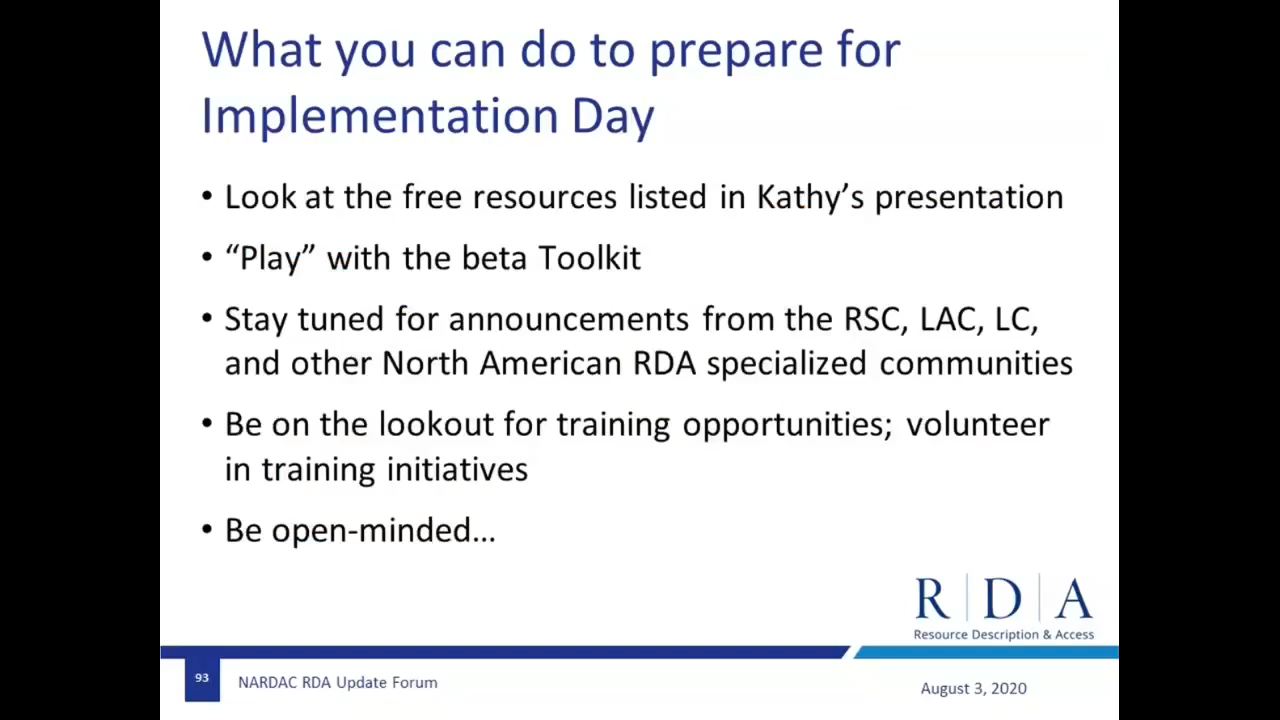 What you can do to prepare for
Implementation Day
• Look at the free resources listed in Kathy’s presentation
• “Play” with the beta Toolkit
• Stay tuned for announcements from the RSC, LAC, LC,
and other North American RDA specialized communities
• Be on the lookout for training opportunities; volunteer
in training initiatives
• Be open-minded…
R|D|A
Resource Description & Access
93
NARDAC RDA Update Forum
August 3, 2020